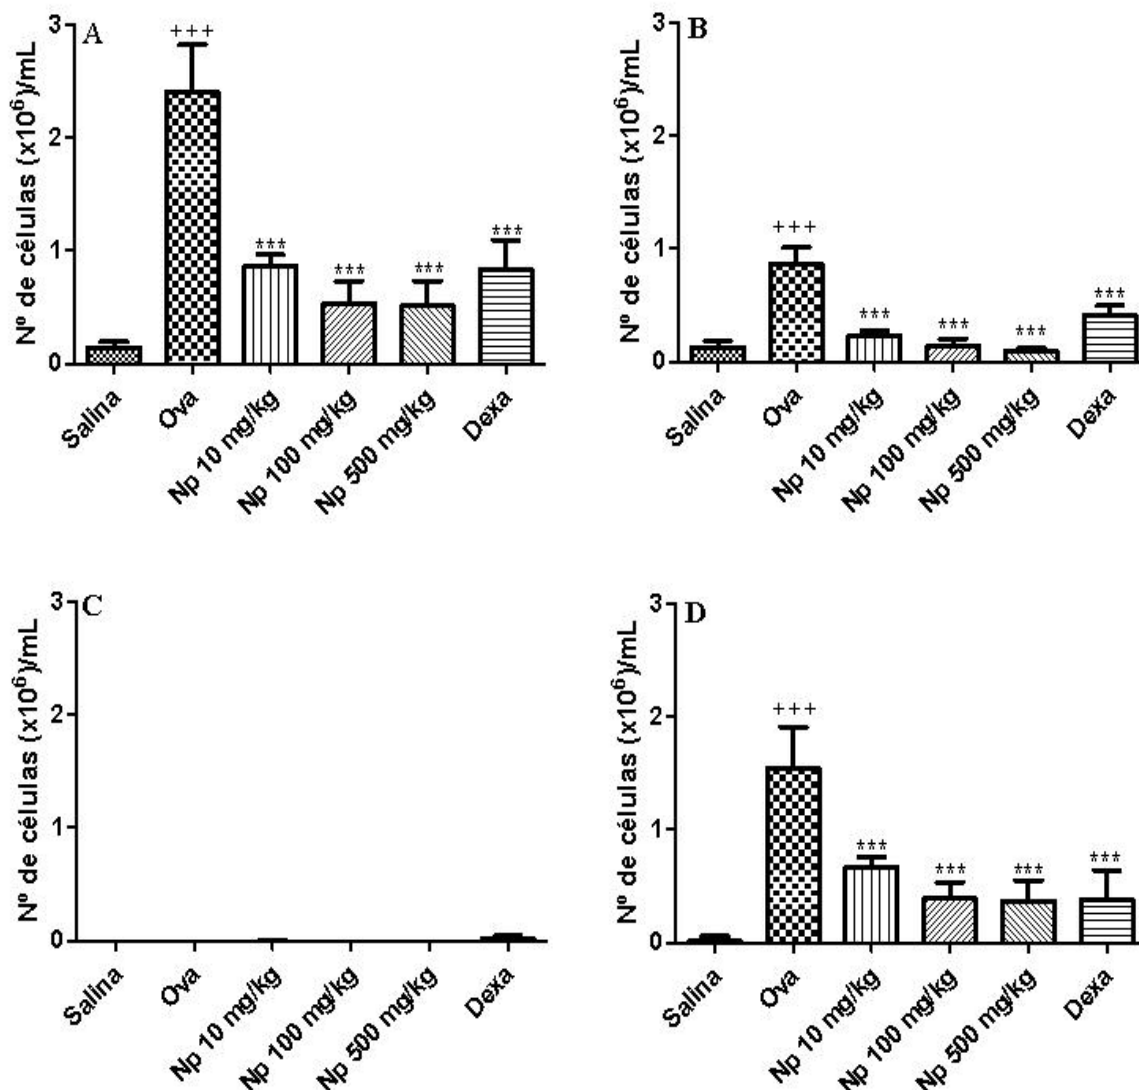 A
Nº de células (x10⁶)/mL
3
2
1
0
+++
***
***
***
***
Salina
Ova
Np 10 mg/kg
Np 100 mg/kg
Np 500 mg/kg
Dexa
B
Nº de células (x10⁶)/mL
3
2
1
0
+++
***
***
***
***
Salina
Ova
Np 10 mg/kg
Np 100 mg/kg
Np 500 mg/kg
Dexa
C
Nº de células (x10⁶)/mL
3
2
1
0
Salina
Ova
Np 10 mg/kg
Np 100 mg/kg
Np 500 mg/kg
Dexa
D
Nº de células (x10⁶)/mL
3
2
1
0
+++
***
***
***
***
Salina
Ova
Np 10 mg/kg
Np 100 mg/kg
Np 500 mg/kg
Dexa